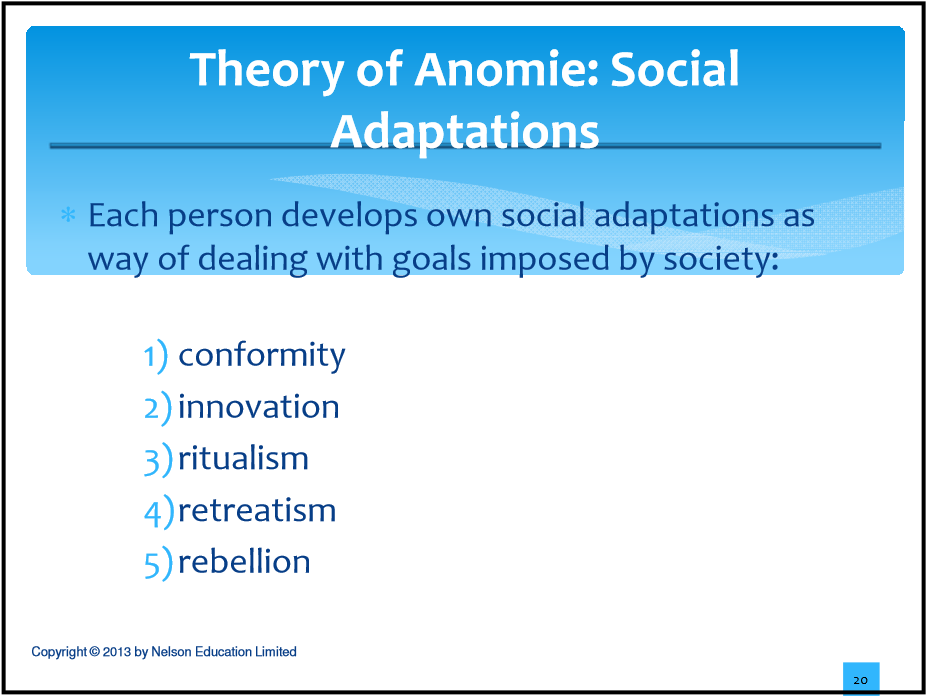 Theory of Anomie: Social
Adaptations
* Each person develops own social adaptations as
way of dealing with goals imposed by society:
1) conformity
2) innovation
3) ritualism
4) retreatism
5) rebellion
Copyright © 2013 by Nelson Education Limited
20